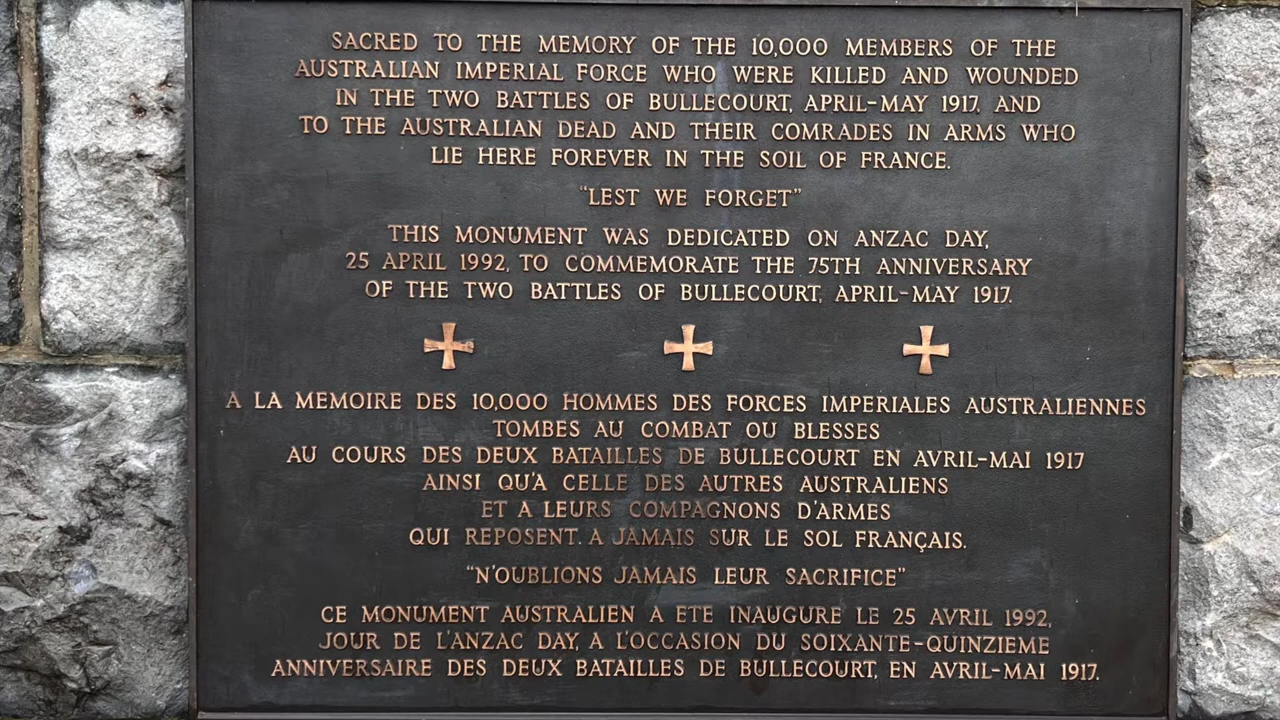 SACRED TO THE MEMORY OF THE 10,000 MEMBERS OF THE
AUSTRALIAN IMPERIAL FORCE WHO WERE KILLED AND WOUNDED
IN THE TWO BATTLES OF BULLECOURT, APRIL-MAY 1917, AND
TO THE AUSTRALIAN DEAD AND THEIR COMRADES IN ARMS WHO
LIE HERE FOREVER IN THE SOIL OF FRANCE.
"LEST WE FORGET"
THIS MONUMENT WAS DEDICATED ON ANZAC DAY,
25 APRIL 1992, TO COMMEMORATE THE 75TH ANNIVERSARY
OF THE TWO BATTLES OF BULLECOURT, APRIL-MAY 1917.
A LA MEMOIRE DES 10,000 HOMMES DES FORCES IMPERIALES AUSTRALIENNES
TOMBES AU COMBAT OU BLESSES
AU COURS DES DEUX BATAILLES DE BULLECOURT EN AVRIL-MAI 1917
AINSI QU'A CELLE DES AUTRES AUSTRALIENS
ET A LEURS COMPAGNONS D'ARMES
QUI REPOSENT. A JAMAIS SUR LE SOL FRANÇAIS.
"N'OUBLIONS JAMAIS LEUR SACRIFICE"
CE MONUMENT AUSTRALIEN A ETE INAUGURE LE 25 AVRIL 1992,
JOUR DE L'ANZAC DAY, A L'OCCASION DU SOIXANTE-QUINZIEME
ANNIVERSAIRE DES DEUX BATAILLES DE BULLECOURT, EN AVRIL-MAI 1917.